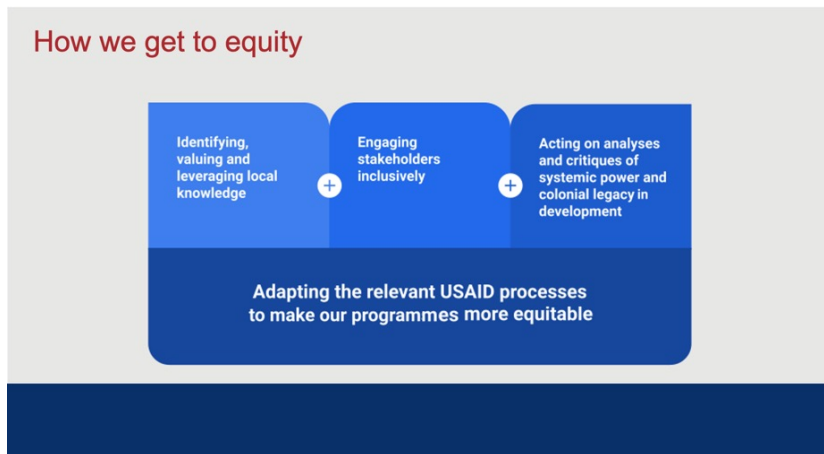 How we get to equity
Identifying,
valuing and
leveraging local
knowledge
+
Engaging
stakeholders
inclusively
+
Acting on analyses
and critiques of
systemic power and
colonial legacy in
development
Adapting the relevant USAID processes
to make our programmes more equitable